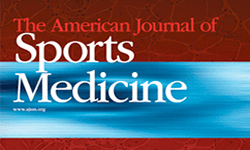 The American Journal of
Sports
Medicine
www.ajsm.org